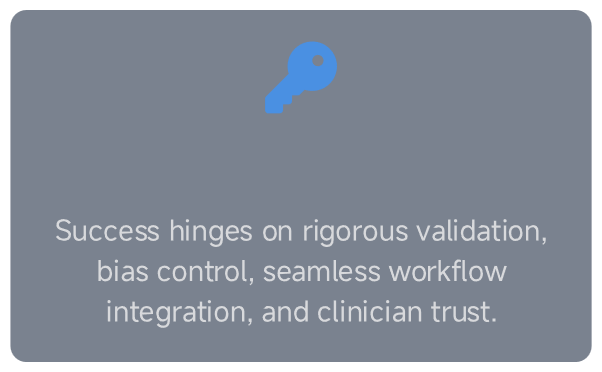 Success hinges on rigorous validation,
bias control, seamless workflow
integration, and clinician trust.